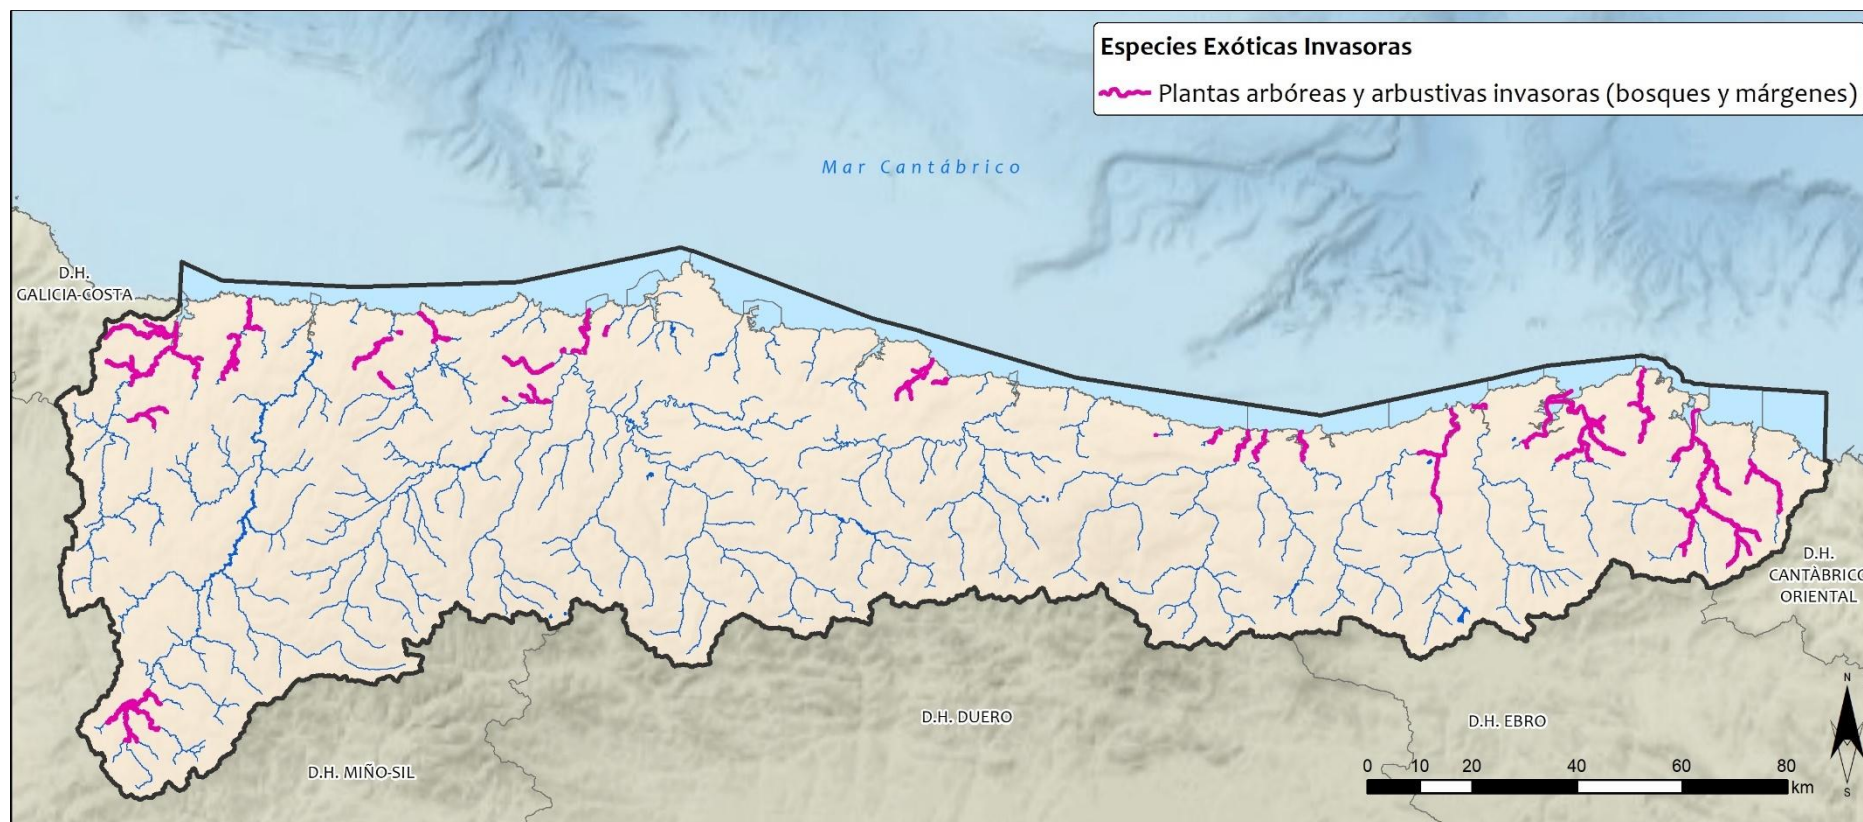 Especies Exóticas Invasoras
Plantas arbóreas y arbustivas invasoras (bosques y márgenes)
Mar Cantábrico
D.H.
GALICIA-COSTA
D.H.
CANTÀBRICO
ORIENTAL
D.H. DUERO
D.H. EBRO
D.H. MIÑO-SIL
N
S
0 10 20 40 60 80
km